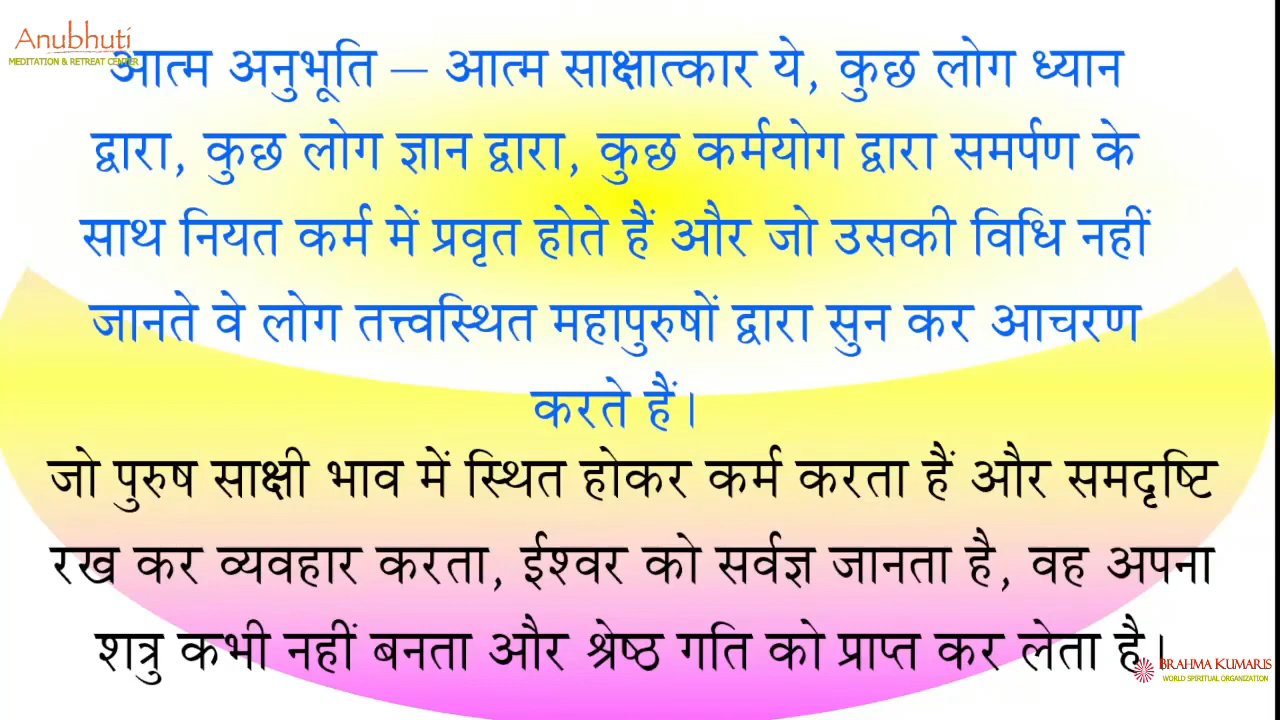 Anubhuti
MEDITATION & RETREAT CENTER
आत्म अनुभूति – आत्म साक्षात्कार ये, कुछ लोग ध्यान
द्वारा, कुछ लोग ज्ञान द्वारा, कुछ कर्मयोग द्वारा समर्पण के
साथ नियत कर्म में प्रवृत होते हैं और जो उसकी विधि नहीं
जानते वे लोग तत्त्वस्थित महापुरुषों द्वारा सुन कर आचरण
करते हैं।
जो पुरुष साक्षी भाव में स्थित होकर कर्म करता हैं और समदृष्टि
रख कर व्यवहार करता, ईश्वर को सर्वज्ञ जानता है, वह अपना
शत्रु कभी नहीं बनता और श्रेष्ठ गति को प्राप्त कर लेता है।
BRAHMA KUMARIS
WORLD SPIRITUAL ORGANIZATION